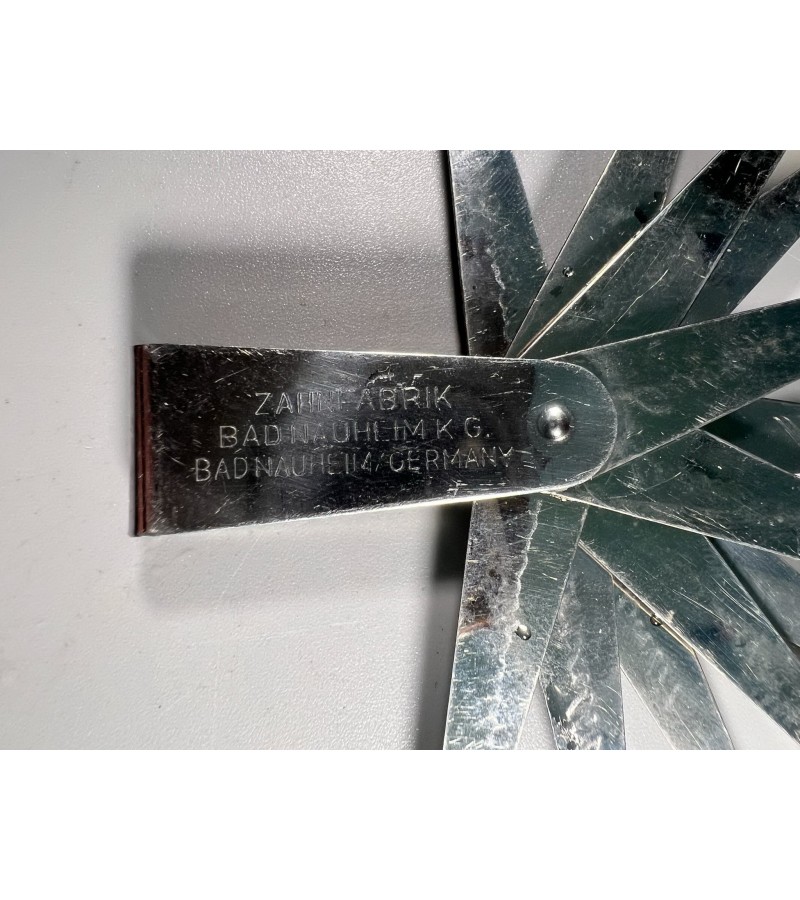 ZAHNFABRIK
BAD NAUHEIM K.G.
BAD NAUHEIM/GERMANY